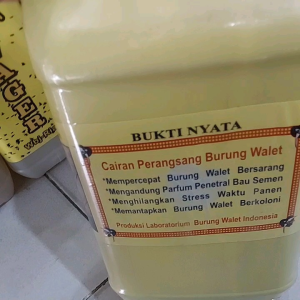 BUKTI NYATA
Cairan Perangsang Burung Walet
*Mempercepat Burung Walet Bersarang
*Mengandung Parfum Penetral Bau Semen
*Menghilangkan Stress Waktu Panen
*Memantapkan Burung Walet Berkoloni
Produksi Laboratorium Burung Walet Indonesia